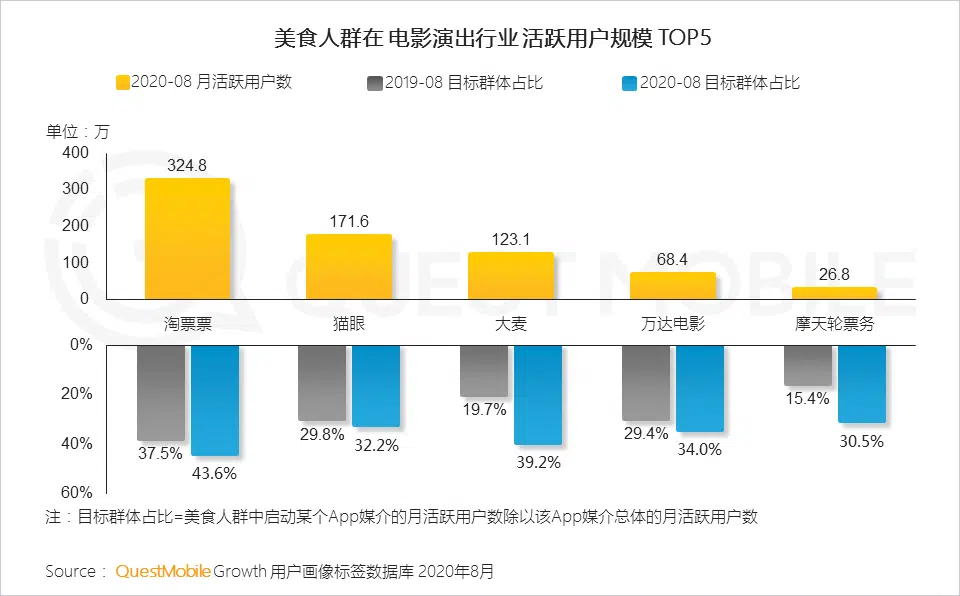 美食人群在 电影演出行业 活跃用户规模 TOP5
2020-08 月活跃用户数 2019-08 目标群体占比 2020-08 目标群体占比
单位：万
400
300
200
100
0
324.8 171.6 123.1 68.4 26.8
QUEST MOBILE
淘票票 猫眼 大麦 万达电影 摩天轮票务
0%
20%
40%
60%
37.5% 43.6% 29.8% 32.2% 19.7% 39.2% 29.4% 34.0% 15.4% 30.5%
注：目标群体占比=美食人群中启动某个App媒介的月活跃用户数除以该App媒介总体的月活跃用户数
Source： QuestMobile Growth 用户画像标签数据库 2020年8月